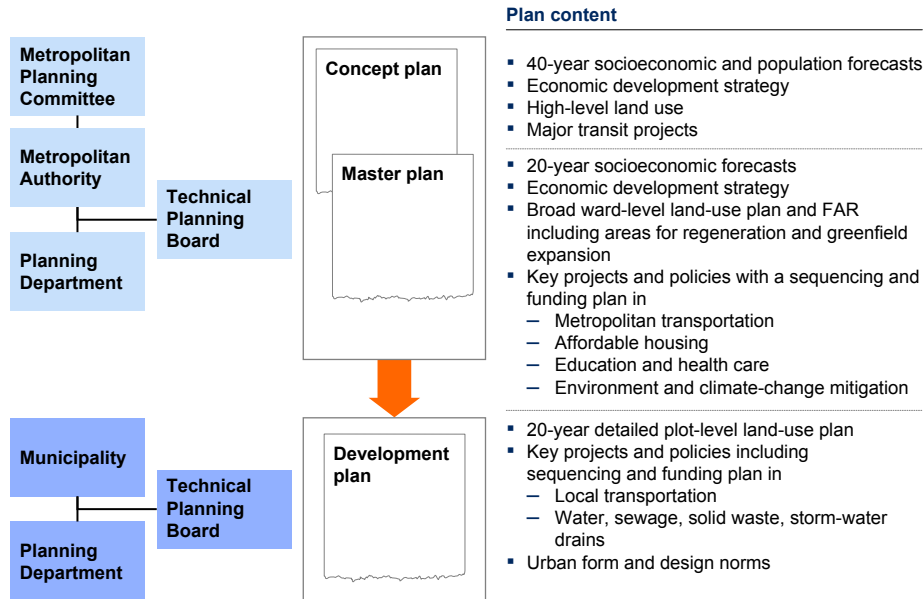 Plan content
Metropolitan
Planning
Committee
Metropolitan
Authority
Technical
Planning
Board
Planning
Department
Concept plan
Master plan
▪ 40-year socioeconomic and population forecasts
▪ Economic development strategy
▪ High-level land use
▪ Major transit projects
▪ 20-year socioeconomic forecasts
▪ Economic development strategy
▪ Broad ward-level land-use plan and FAR
including areas for regeneration and greenfield
expansion
▪ Key projects and policies with a sequencing and
funding plan in
– Metropolitan transportation
– Affordable housing
– Education and health care
– Environment and climate-change mitigation
Municipality
Technical
Planning
Board
Planning
Department
Development
plan
▪ 20-year detailed plot-level land-use plan
▪ Key projects and policies including
sequencing and funding plan in
– Local transportation
– Water, sewage, solid waste, storm-water
drains
▪ Urban form and design norms